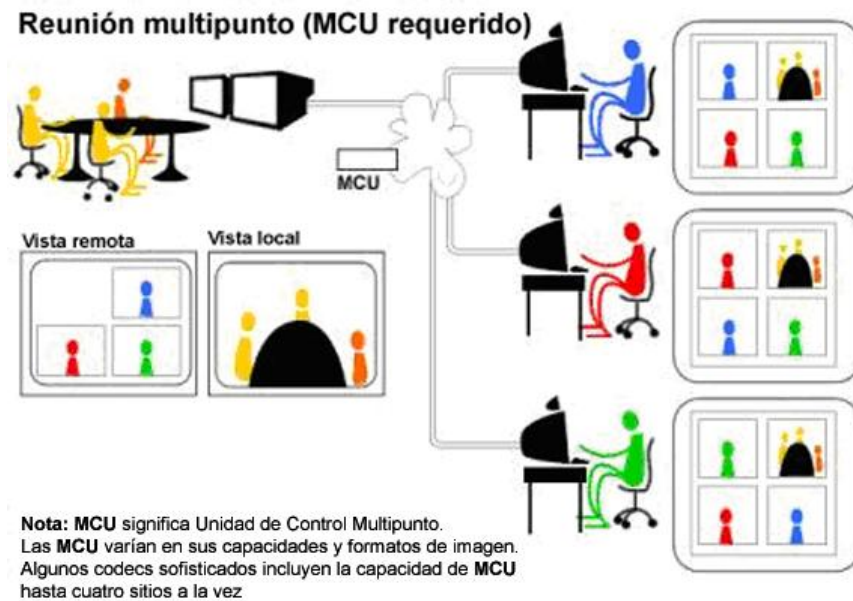 Reunión multipunto (MCU requerido)
MCU
Vista remota
Vista local
Nota: MCU significa Unidad de Control Multipunto.
Las MCU varían en sus capacidades y formatos de imagen.
Algunos codecs sofisticados incluyen la capacidad de MCU
hasta cuatro sitios a la vez